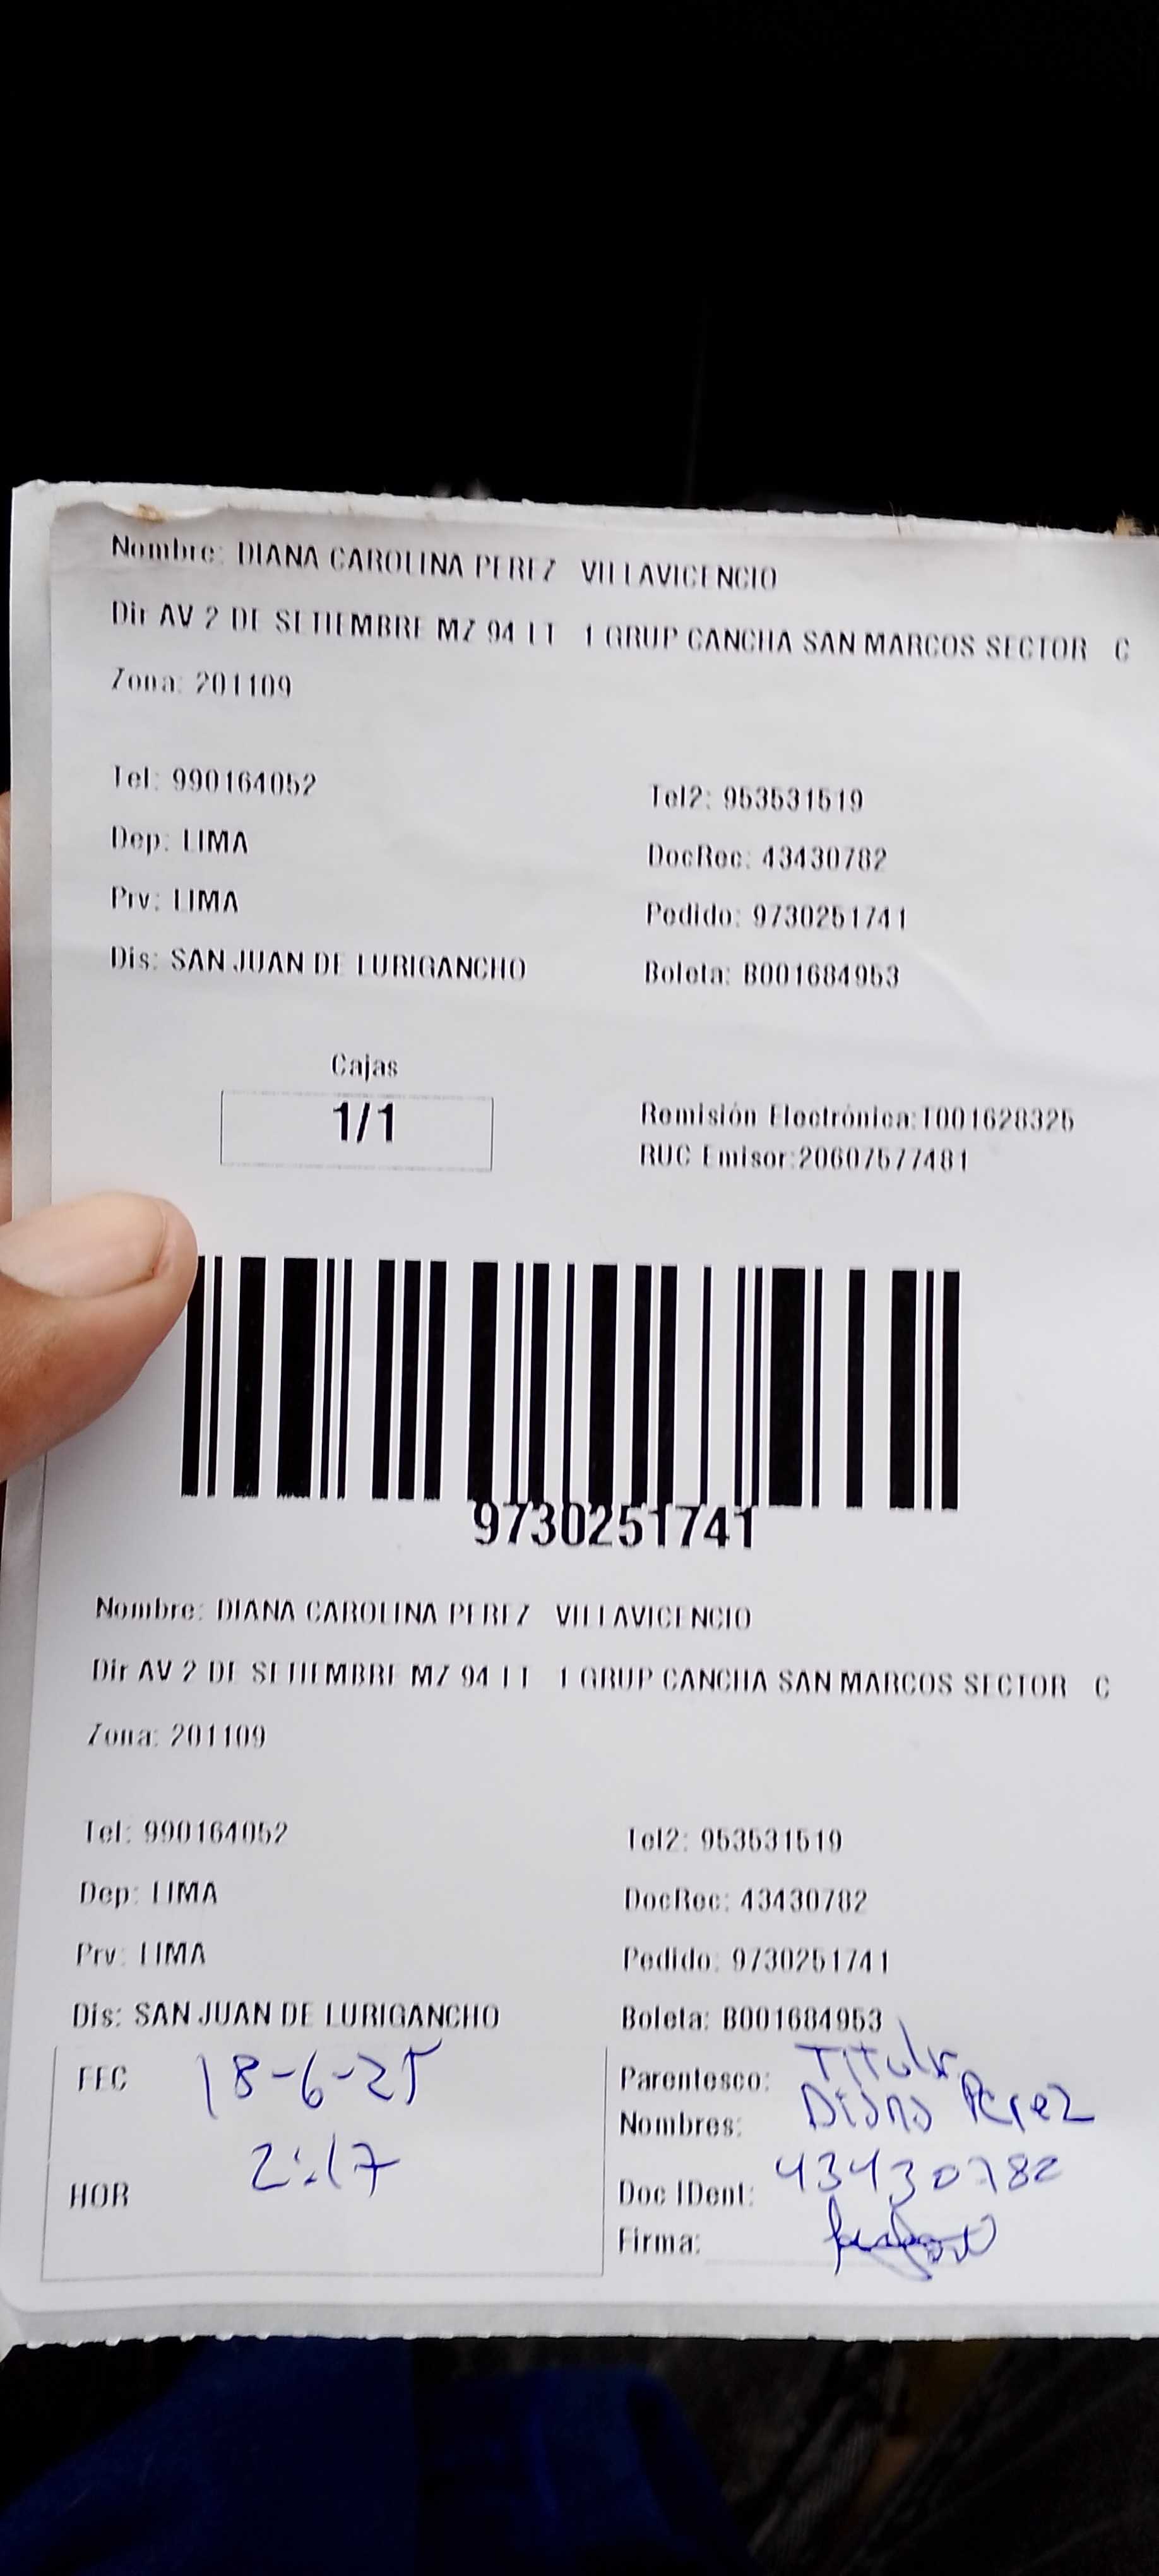 Nombre: DIANA CAROLINA PEREZ VILLAVICENCIO
Dir AV 2 DE SETIEMBRE MZ 94 LT 1 GRUP CANCHA SAN MARCOS SECTOR C
Zona: 201109
Tel: 990164052 Tel2: 953531519
Dep: LIMA DocRec: 43430782
Prv: LIMA Pedido: 9730251741
Dis: SAN JUAN DE LURIGANCHO Boleta: B001684953
Cajas
1/1
Remisión Electrónica:T001628325
RUC Emisor:20607577481
9730251741
Nombre: DIANA CAROLINA PEREZ VILLAVICENCIO
Dir AV 2 DE SETIEMBRE MZ 94 LT 1 GRUP CANCHA SAN MARCOS SECTOR C
Zona: 201109
Tel: 990164052 Tel2: 953531519
Dep: LIMA DocRec: 43430782
Prv: LIMA Pedido: 9730251741
Dis: SAN JUAN DE LURIGANCHO Boleta: B001684953
FEC 18-6-25 Parentesco: Titular
Nombres: Diana Perez
HOR 2:17 Doc IDent: 43430782
Firma: